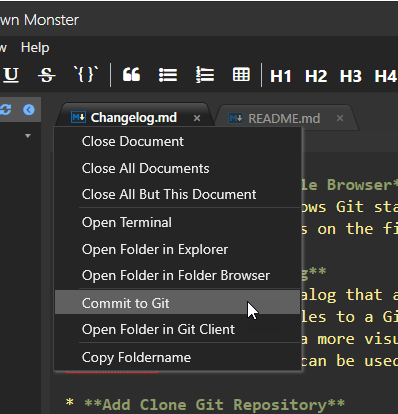 wn Monster
w Help
U S `{}` H1 H2 H3 H4
Changelog.md × README.md ×
Close Document
Close All Documents
Close All But This Document
Open Terminal
Open Folder in Explorer
Open Folder in Folder Browser
Commit to Git
Open Folder in Git Client
Copy Foldername
le Browser*
ows Git sta
s on the fi
g**
alog that a
les to a Gi
a more visu
can be used
* **Add Clone Git Repository**